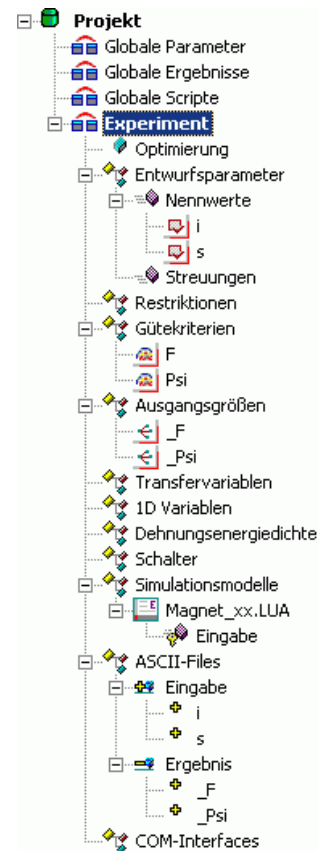 Projekt
Globale Parameter
Globale Ergebnisse
Globale Scripte
Experiment
Optimierung
Entwurfsparameter
Nennwerte
i
s
Streuungen
Restriktionen
Gütekriterien
F
Psi
Ausgangsgrößen
_F
_Psi
Transfervariablen
1D Variablen
Dehnungsenergiedichte
Schalter
Simulationsmodelle
Magnet_xx.LUA
Eingabe
ASCII-Files
Eingabe
i
s
Ergebnis
_F
_Psi
COM-Interfaces